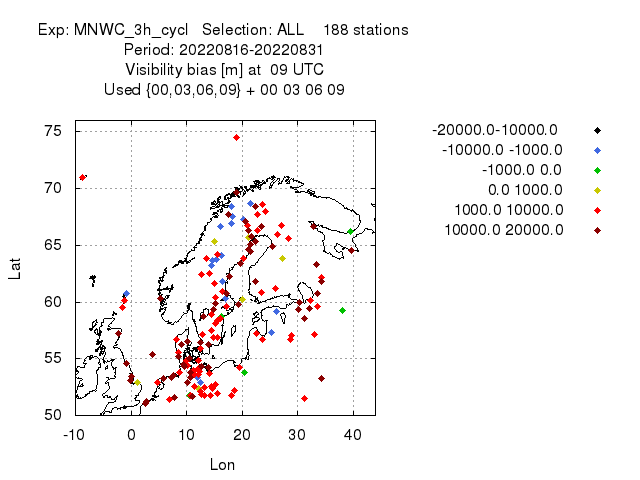 Exp: MNWC_3h_cycl   Selection: ALL    188 stations
Period: 20220816-20220831
Visibility bias [m] at  09 UTC
Used {00,03,06,09} + 00 03 06 09
-20000.0-10000.0
-10000.0 -1000.0
-1000.0 0.0
0.0 1000.0
1000.0 10000.0
10000.0 20000.0
75
70
65
60
55
50
Lat
-10 0 10 20 30 40
Lon